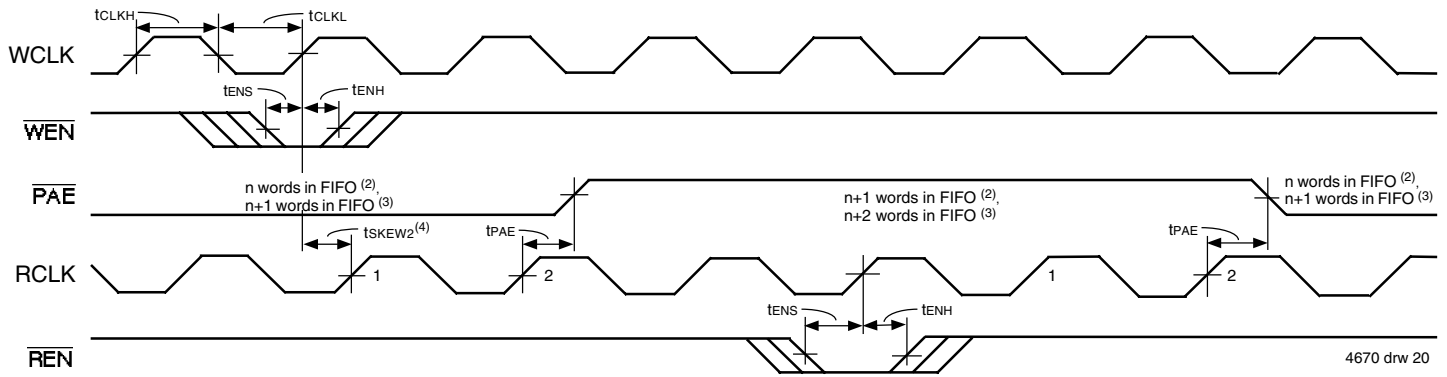 tCLKH tCLKL
WCLK
tENS tENH
WEN
n words in FIFO (2),
n+1 words in FIFO (3)
PAE
n+1 words in FIFO (2),
n+2 words in FIFO (3)
n words in FIFO (2),
n+1 words in FIFO (3)
tSKEW2(4) tPAE tPAE
RCLK 1 2 1 2
tENS tENH
REN
4670 drw 20